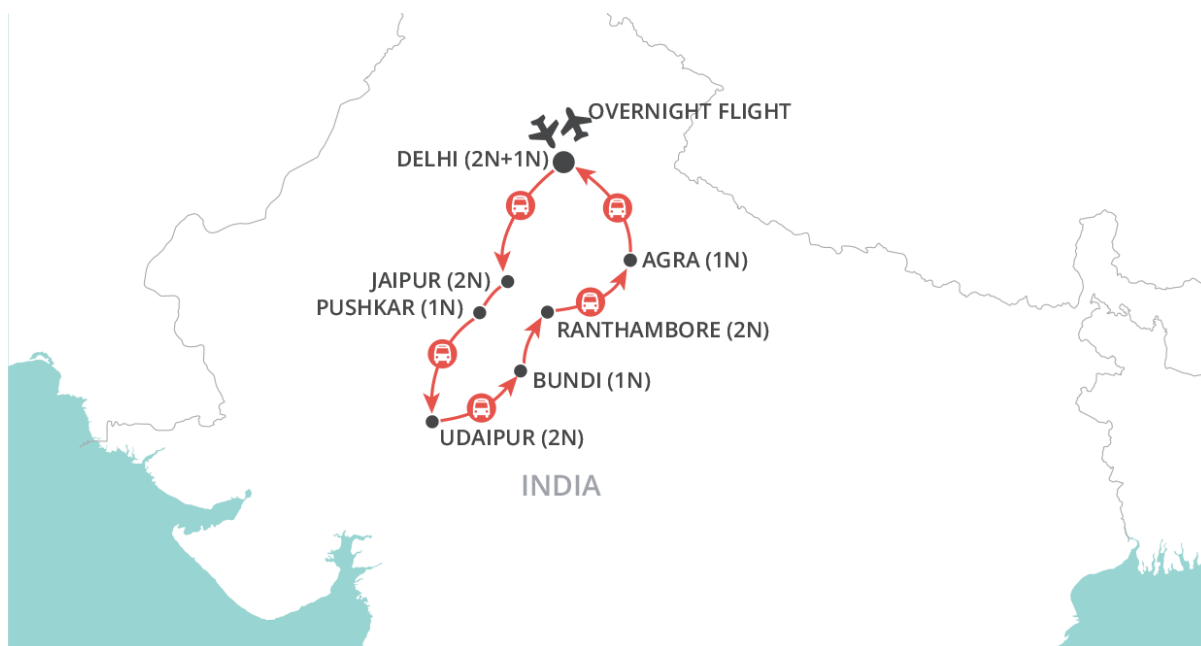 OVERNIGHT FLIGHT
DELHI (2N+1N)
AGRA (1N)
JAIPUR (2N)
PUSHKAR (1N)
RANTHAMBORE (2N)
BUNDI (1N)
UDAIPUR (2N)
INDIA